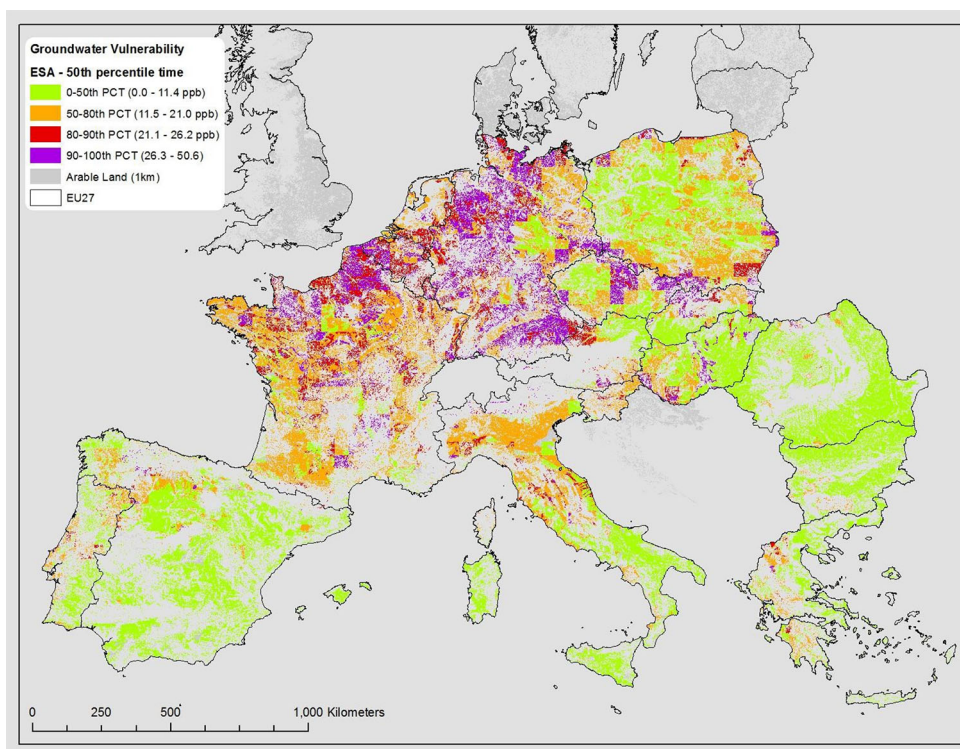 Groundwater Vulnerability
ESA - 50th percentile time
0-50th PCT (0.0 - 11.4 ppb)
50-80th PCT (11.5 - 21.0 ppb)
80-90th PCT (21.1 - 26.2 ppb)
90-100th PCT (26.3 - 50.6)
Arable Land (1km)
EU27
0 250 500 1,000 Kilometers